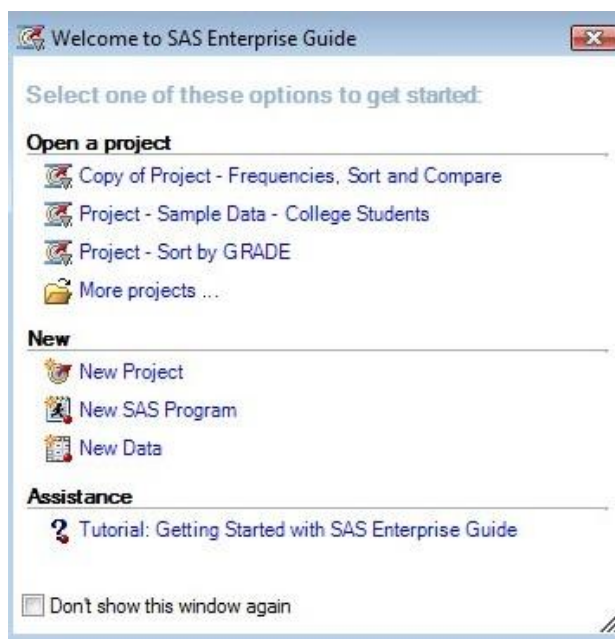 Welcome to SAS Enterprise Guide
Select one of these options to get started:
Open a project
Copy of Project - Frequencies, Sort and Compare
Project - Sample Data - College Students
Project - Sort by GRADE
More projects ...
New
New Project
New SAS Program
New Data
Assistance
Tutorial: Getting Started with SAS Enterprise Guide
Don't show this window again